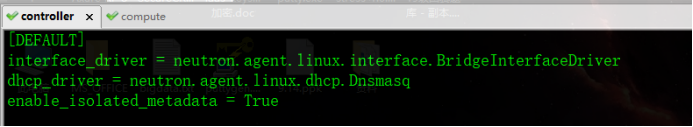 controller × compute
[DEFAULT]
interface_driver = neutron.agent.linux.interface.BridgeInterfaceDriver
dhcp_driver = neutron.agent.linux.dhcp.Dnsmasq
enable_isolated_metadata = True